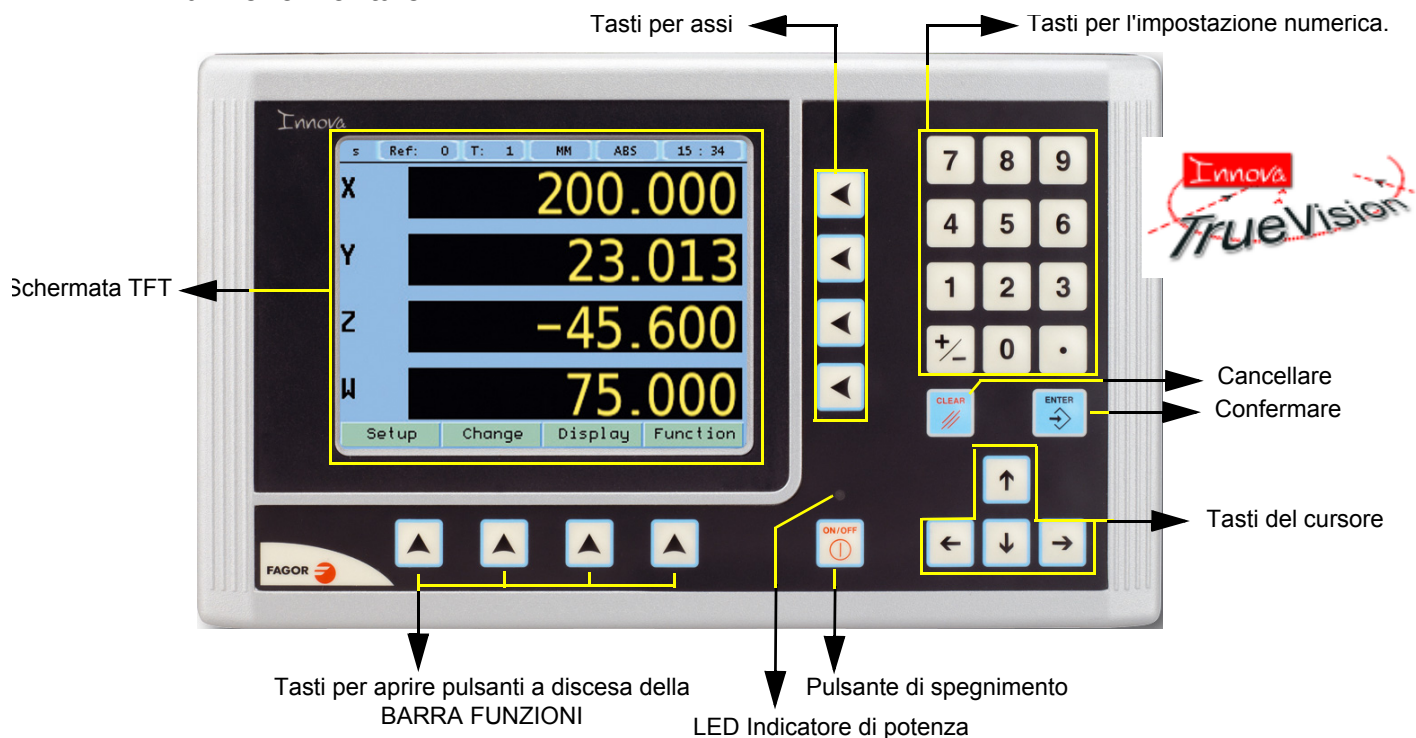 Tasti per assi
Tasti per l'impostazione numerica.
Innova
s Ref: 0 T: 1 MM ABS 15 : 34
X 200.000
Y 23.013
Z -45.600
W 75.000
Setup Change Display Function
7 8 9
4 5 6
1 2 3
+/- 0 .
CLEAR ENTER
ON/OFF
FAGOR
Innova
TrueVision
Schermata TFT
Cancellare
Confermare
Tasti del cursore
Tasti per aprire pulsanti a discesa della
BARRA FUNZIONI
Pulsante di spegnimento
LED Indicatore di potenza